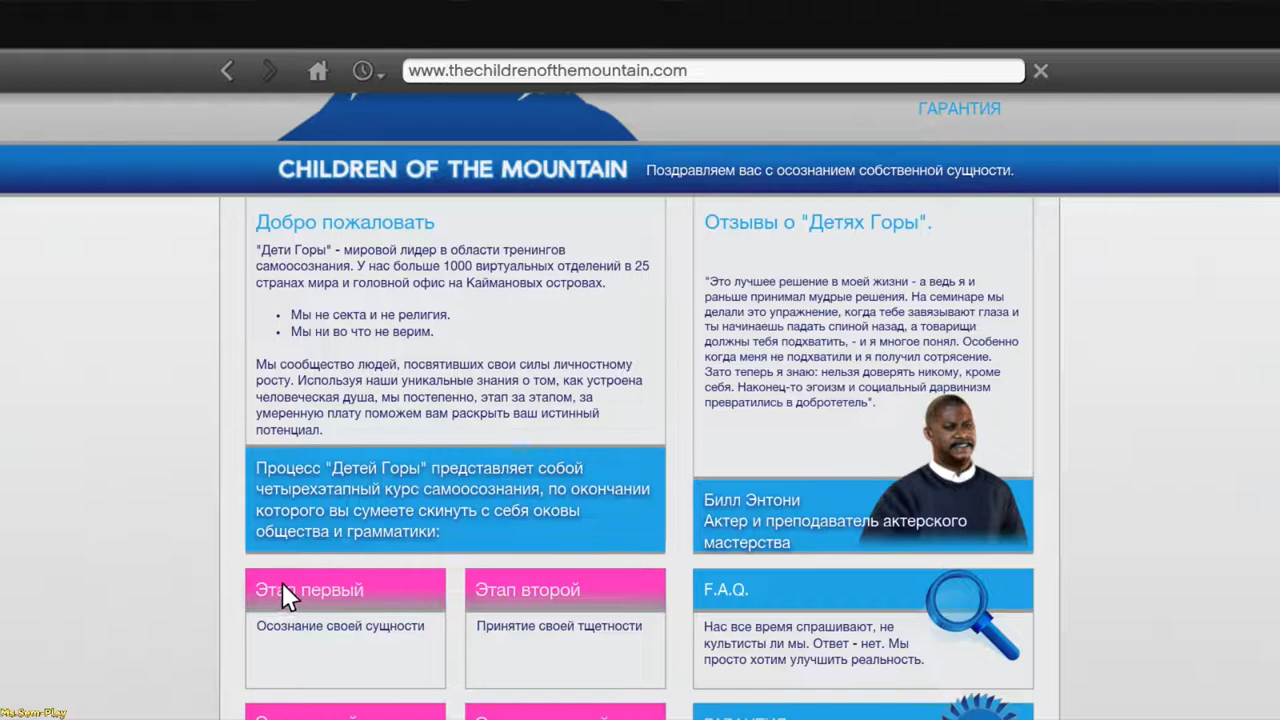 www.thechildrenofthemountain.com
ГАРАНТИЯ
CHILDREN OF THE MOUNTAIN
Поздравляем вас с осознанием собственной сущности.
Добро пожаловать
"Дети Горы" - мировой лидер в области тренингов
самоосознания. У нас больше 1000 виртуальных отделений в 25
странах мира и головной офис на Каймановых островах.
• Мы не секта и не религия.
• Мы ни во что не верим.
Мы сообщество людей, посвятивших свои силы личностному
росту. Используя наши уникальные знания о том, как устроена
человеческая душа, мы постепенно, этап за этапом, за
умеренную плату поможем вам раскрыть ваш истинный
потенциал.
Процесс "Детей Горы" представляет собой
четырехэтапный курс самоосознания, по окончании
которого вы сумеете скинуть с себя оковы
общества и грамматики:
Отзывы о "Детях Горы".
"Это лучшее решение в моей жизни - а ведь я и
раньше принимал мудрые решения. На семинаре мы
делали это упражнение, когда тебе завязывают глаза и
ты начинаешь падать спиной назад, а товарищи
должны тебя подхватить, - и я многое понял. Особенно
когда меня не подхватили и я получил сотрясение.
Зато теперь я знаю: нельзя доверять никому, кроме
себя. Наконец-то эгоизм и социальный дарвинизм
превратились в добротетель".
Билл Энтони
Актер и преподаватель актерского
мастерства
Этап первый
Осознание своей сущности
Этап второй
Принятие своей тщетности
F.A.Q.
Нас все время спрашивают, не
культисты ли мы. Ответ - нет. Мы
просто хотим улучшить реальность.
ГАРАНТИЯ
Mr.Sam-Play